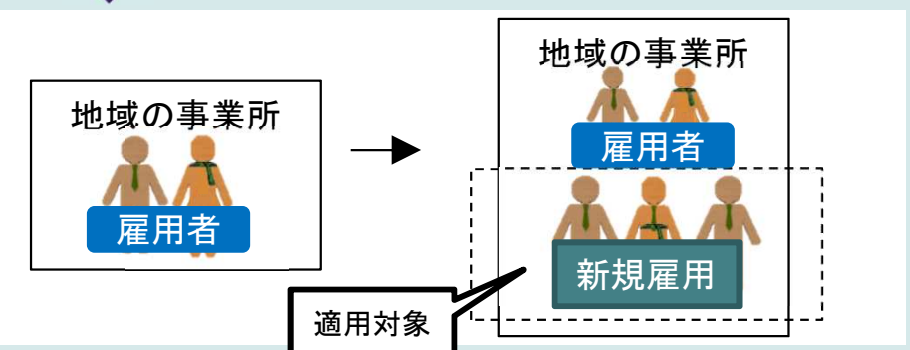 地域の事業所
雇用者
地域の事業所
雇用者
新規雇用
適用対象